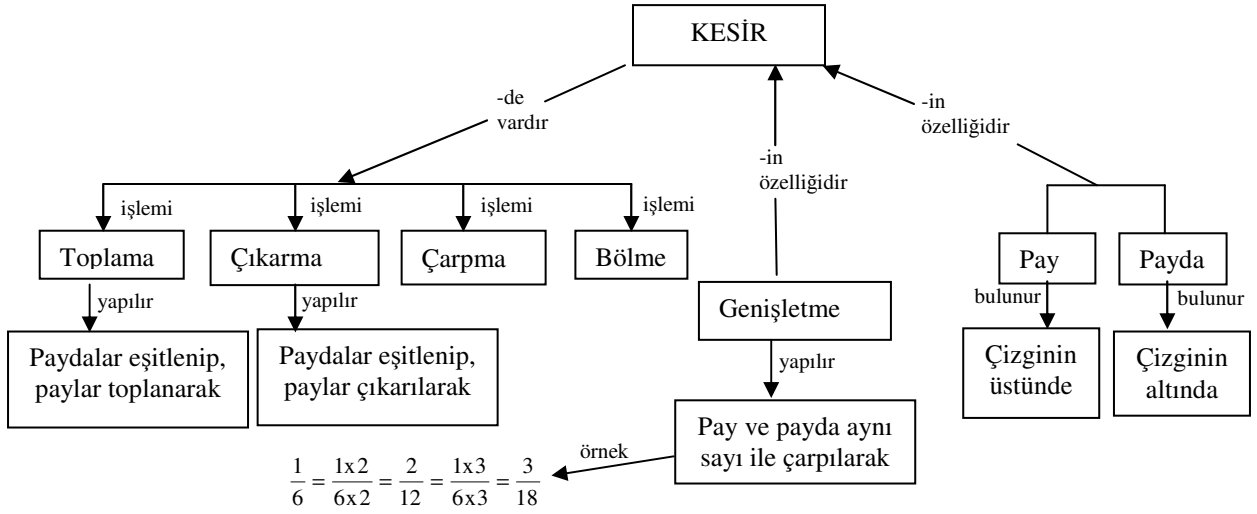 KESİR
-de
vardır
-in
özelliğidir
-in
özelliğidir
işlemi
işlemi
işlemi
işlemi
Toplama
Çıkarma
Çarpma
Bölme
Pay
Payda
yapılır
yapılır
Genişletme
bulunur
bulunur
Paydalar eşitlenip,
paylar toplanarak
Paydalar eşitlenip,
paylar çıkarılarak
yapılır
Çizginin
üstünde
Çizginin
altında
Pay ve payda aynı
sayı ile çarpılarak
örnek
1/6 = 1x2/6x2 = 2/12 = 1x3/6x3 = 3/18